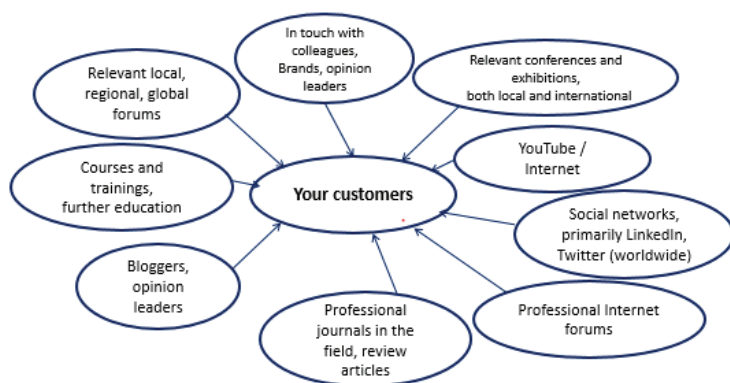 In touch with
colleagues,
Brands, opinion
leaders
Relevant local,
regional, global
forums
Relevant conferences and
exhibitions,
both local and international
YouTube /
Internet
Courses and
trainings,
further education
Your customers
Social networks,
primarily LinkedIn,
Twitter (worldwide)
Bloggers,
opinion
leaders
Professional
journals in the
field, review
articles
Professional Internet
forums